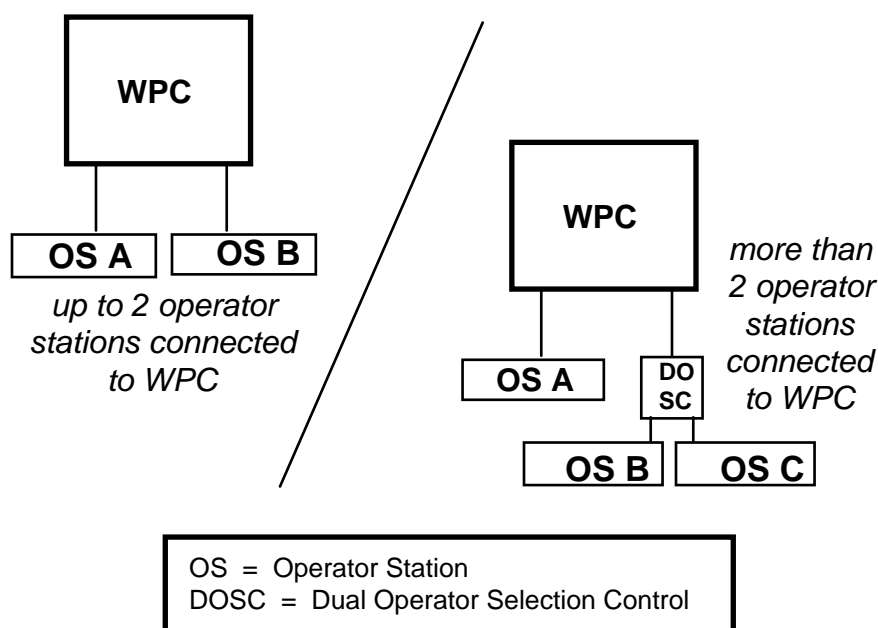 WPC
OS A
OS B
up to 2 operator
stations connected
to WPC
WPC
more than
2 operator
stations
connected
to WPC
OS A
DO
SC
OS B
OS C
OS = Operator Station
DOSC = Dual Operator Selection Control